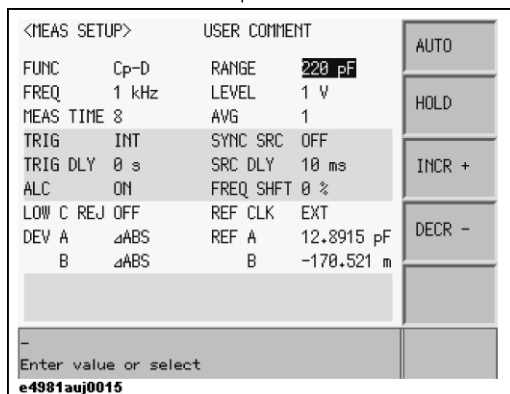 <MEAS SETUP> USER COMMENT
AUTO
FUNC Cp-D RANGE 220 pF
FREQ 1 kHz LEVEL 1 V
HOLD
MEAS TIME 8 AVG 1
TRIG INT SYNC SRC OFF
TRIG DLY 0 s SRC DLY 10 ms
INCR +
ALC ON FREQ SHFT 0 %
LOW C REJ OFF REF CLK EXT
DECR -
DEV A ⊿ABS REF A 12.8915 pF
B ⊿ABS B -170.521 m
-
Enter value or select
e4981auj0015